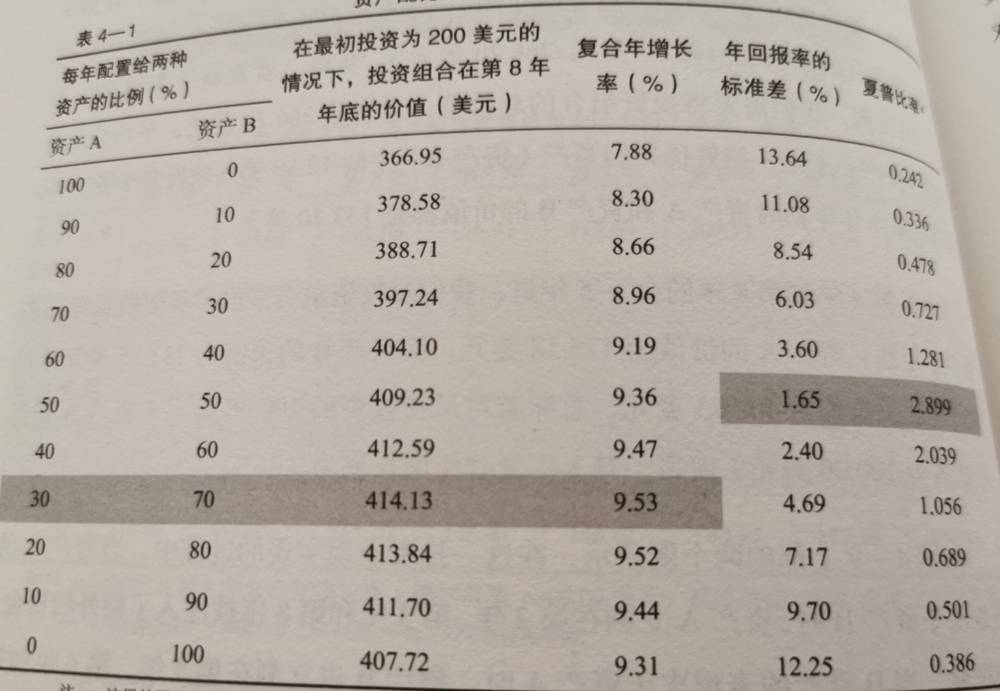 表 4—1
每年配置给两种
资产的比例（%）
资产 A 资产 B
在最初投资为 200 美元的
情况下，投资组合在第 8 年
年底的价值（美元）
复合年增长
率（%）
年回报率的
标准差（%）
夏普比率
100 0 366.95 7.88 13.64 0.242
90 10 378.58 8.30 11.08 0.336
80 20 388.71 8.66 8.54 0.478
70 30 397.24 8.96 6.03 0.727
60 40 404.10 9.19 3.60 1.281
50 50 409.23 9.36 1.65 2.899
40 60 412.59 9.47 2.40 2.039
30 70 414.13 9.53 4.69 1.056
20 80 413.84 9.52 7.17 0.689
10 90 411.70 9.44 9.70 0.501
0 100 407.72 9.31 12.25 0.386